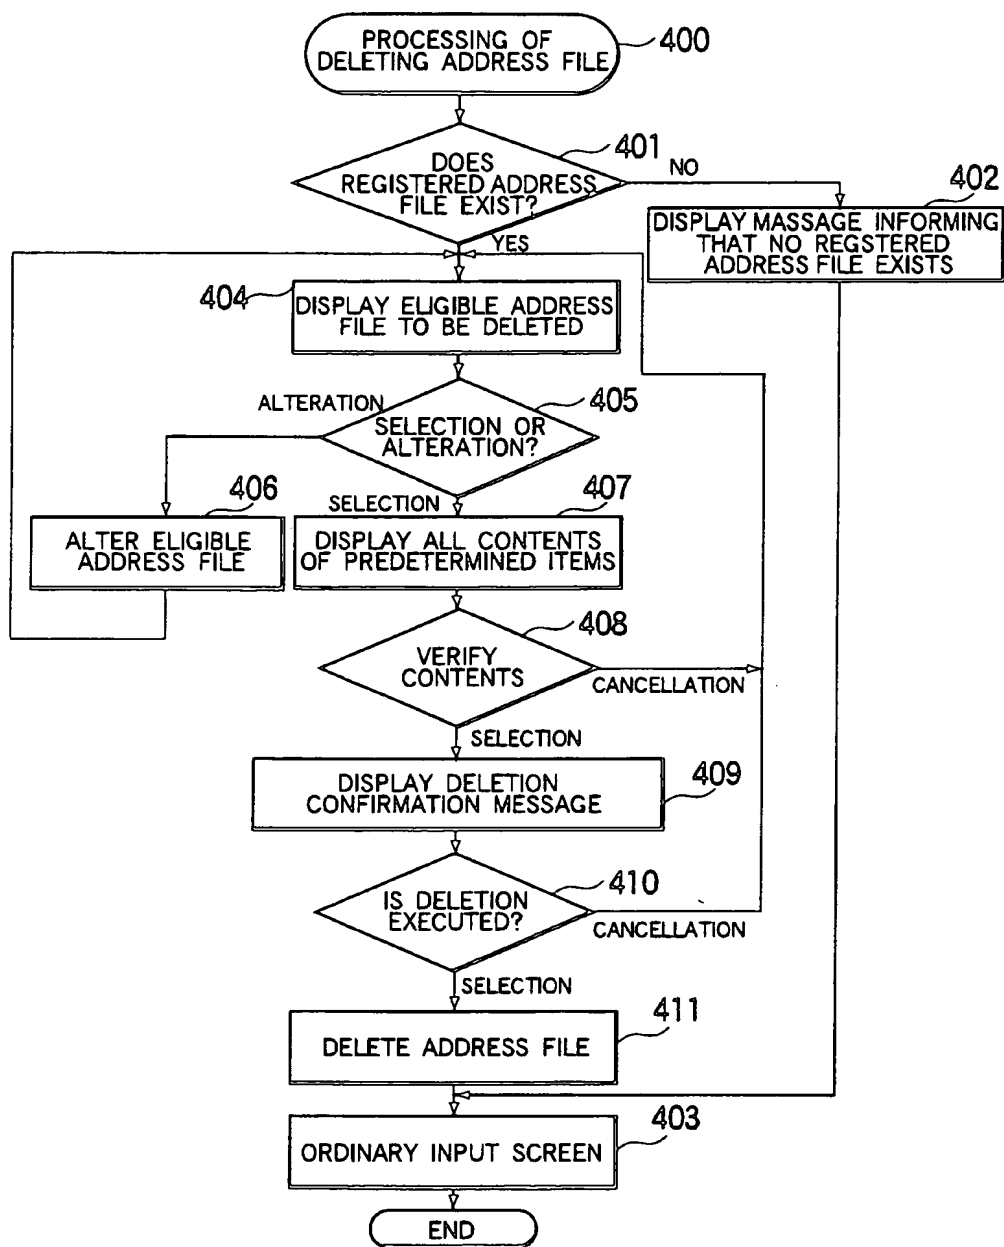 PROCESSING OF
DELETING ADDRESS FILE
400
DOES
REGISTERED ADDRESS
FILE EXIST?
401
NO
402
DISPLAY MASSAGE INFORMING
THAT NO REGSTERED
ADDRESS FILE EXISTS
YES
404
DISPLAY ELIGIBLE ADDRESS
FILE TO BE DELETED
ALTERATION
405
SELECTION OR
ALTERATION?
406
ALTER ELIGIBLE
ADDRESS FILE
SELECTION
407
DISPLAY ALL CONTENTS
OF PREDETERMINED ITEMS
408
VERIFY
CONTENTS
CANCELLATION
SELECTION
DISPLAY DELETION
CONFIRMATION MESSAGE
409
410
IS DELETION
EXECUTED?
CANCELLATION
SELECTION
411
DELETE ADDRESS FILE
403
ORDINARY INPUT SCREEN
END